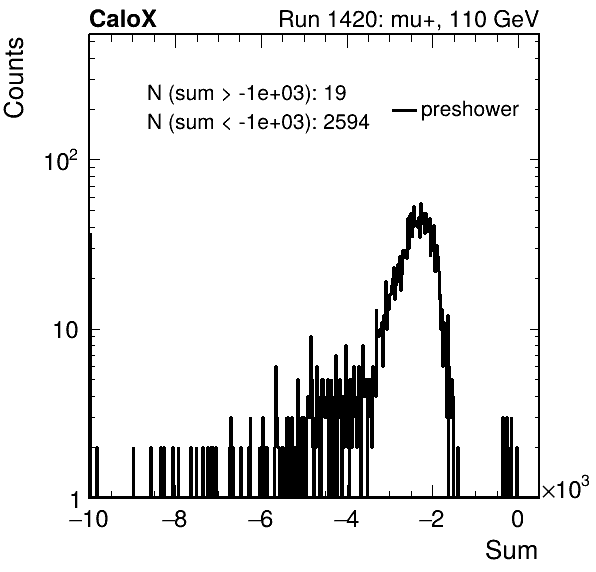 CaloX Run 1420: mu+, 110 GeV
Counts
N (sum > -1e+03): 19
N (sum < -1e+03): 2594
preshower
10²
10
1
−10 −8 −6 −4 −2 0 ×10³
Sum